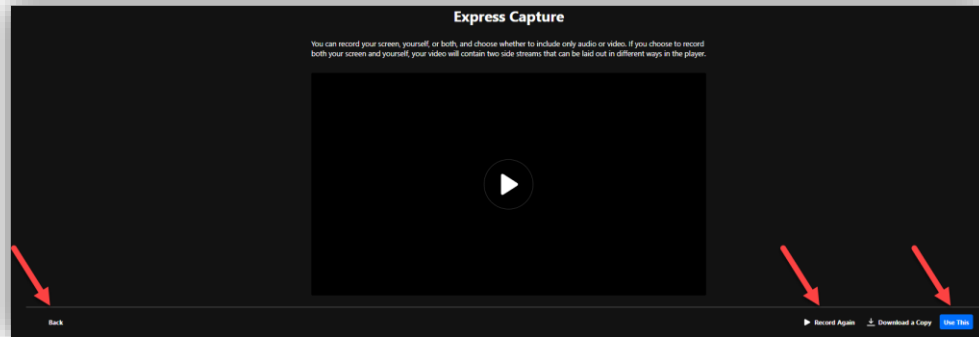 Express Capture
You can record your screen, yourself, or both, and choose whether to include only audio or video. If you choose to record
both your screen and yourself, your video will contain two side streams that can be laid out in different ways in the player.
Back
Record Again
Download a Copy
Use This